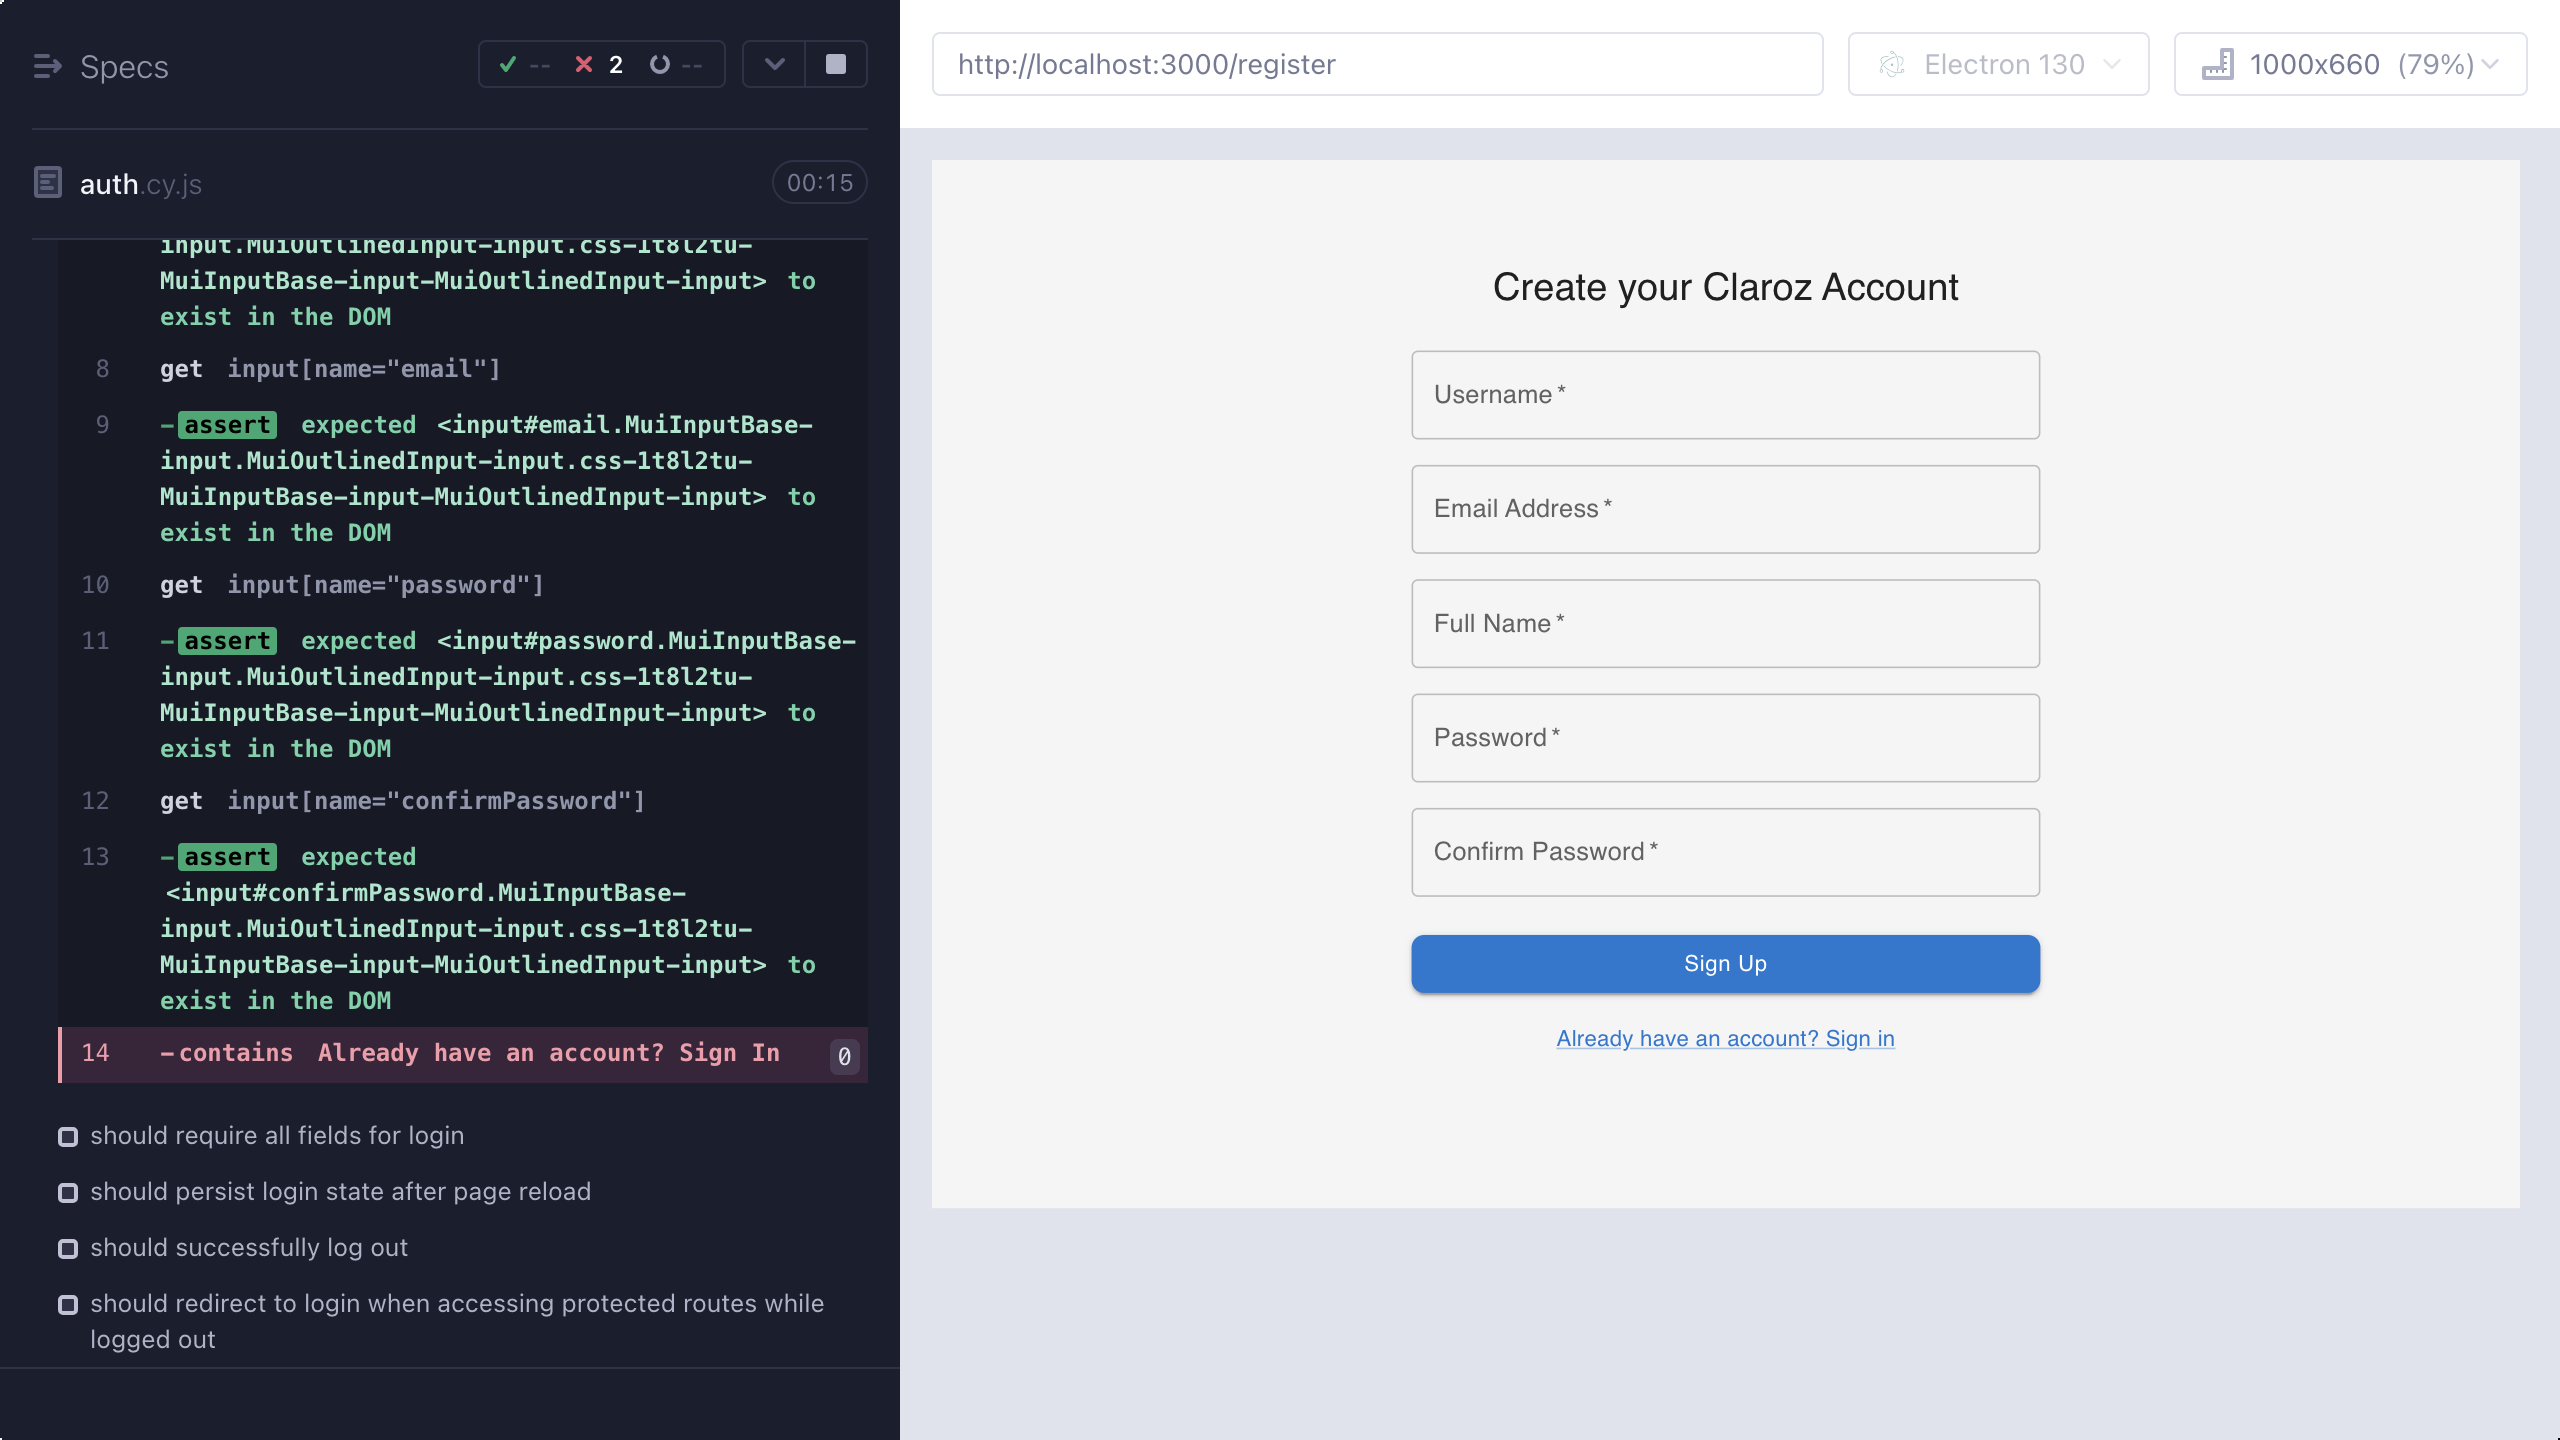 Specs
-- 2 --
auth.cy.js 00:15
input.MuiOutlinedInput-input.css-1t8l2tu-
MuiInputBase-input-MuiOutlinedInput-input> to
exist in the DOM
8 get input[name="email"]
9 -assert expected <input#email.MuiInputBase-
input.MuiOutlinedInput-input.css-1t8l2tu-
MuiInputBase-input-MuiOutlinedInput-input> to
exist in the DOM
10 get input[name="password"]
11 -assert expected <input#password.MuiInputBase-
input.MuiOutlinedInput-input.css-1t8l2tu-
MuiInputBase-input-MuiOutlinedInput-input> to
exist in the DOM
12 get input[name="confirmPassword"]
13 -assert expected
<input#confirmPassword.MuiInputBase-
input.MuiOutlinedInput-input.css-1t8l2tu-
MuiInputBase-input-MuiOutlinedInput-input> to
exist in the DOM
14 -contains Already have an account? Sign In 0
should require all fields for login
should persist login state after page reload
should successfully log out
should redirect to login when accessing protected routes while
logged out
http://localhost:3000/register
Electron 130
1000x660 (79%)
Create your Claroz Account
Username *
Email Address *
Full Name *
Password *
Confirm Password *
Sign Up
Already have an account? Sign in